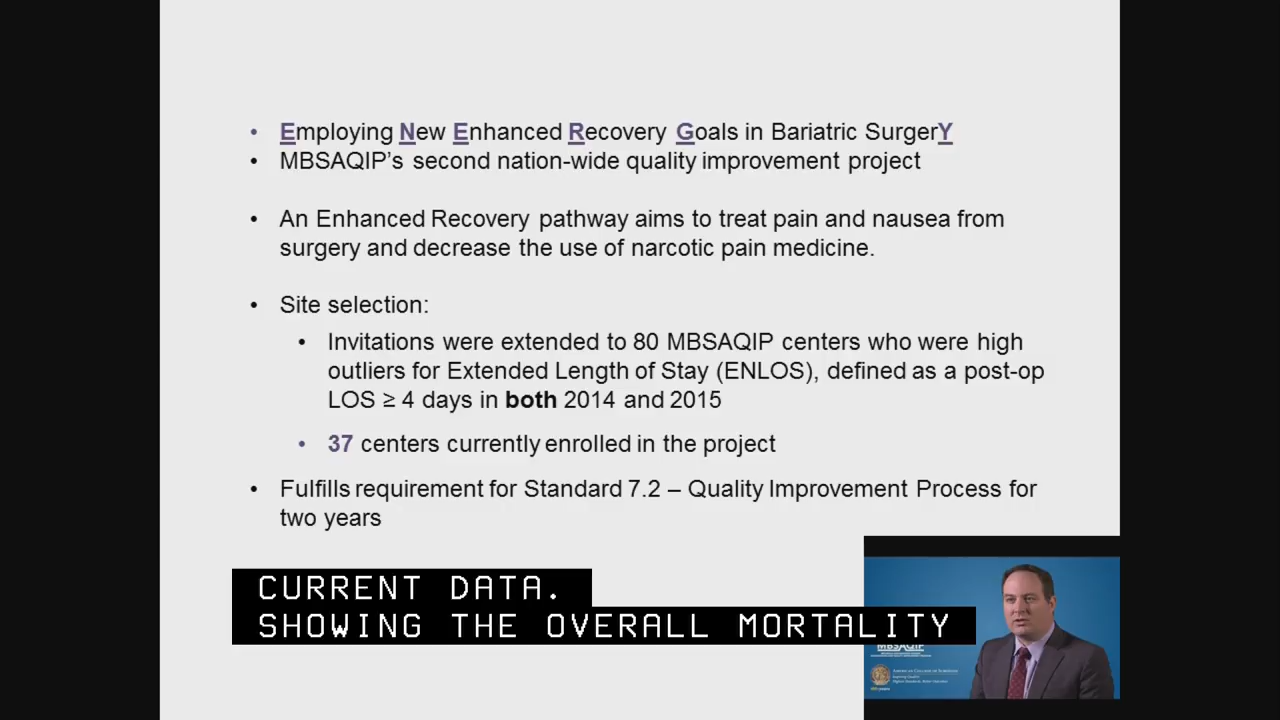 • Employing New Enhanced Recovery Goals in Bariatric SurgerY
• MBSAQIP’s second nation-wide quality improvement project
• An Enhanced Recovery pathway aims to treat pain and nausea from
surgery and decrease the use of narcotic pain medicine.
• Site selection:
• Invitations were extended to 80 MBSAQIP centers who were high
outliers for Extended Length of Stay (ENLOS), defined as a post-op
LOS ≥ 4 days in both 2014 and 2015
• 37 centers currently enrolled in the project
• Fulfills requirement for Standard 7.2 – Quality Improvement Process for
two years
CURRENT DATA.
SHOWING THE OVERALL MORTALITY
MBSAQIP
AMERICAN COLLEGE OF SURGEONS